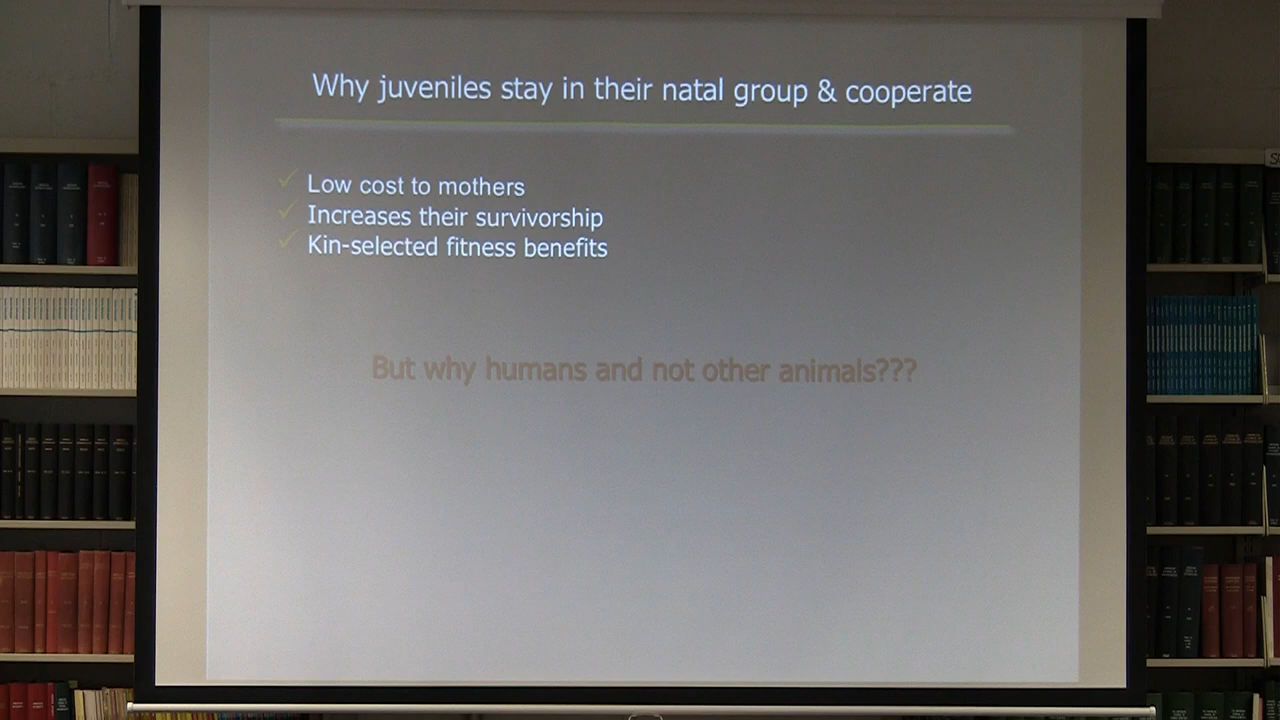 Why juveniles stay in their natal group & cooperate
Low cost to mothers
Increases their survivorship
Kin-selected fitness benefits
But why humans and not other animals???